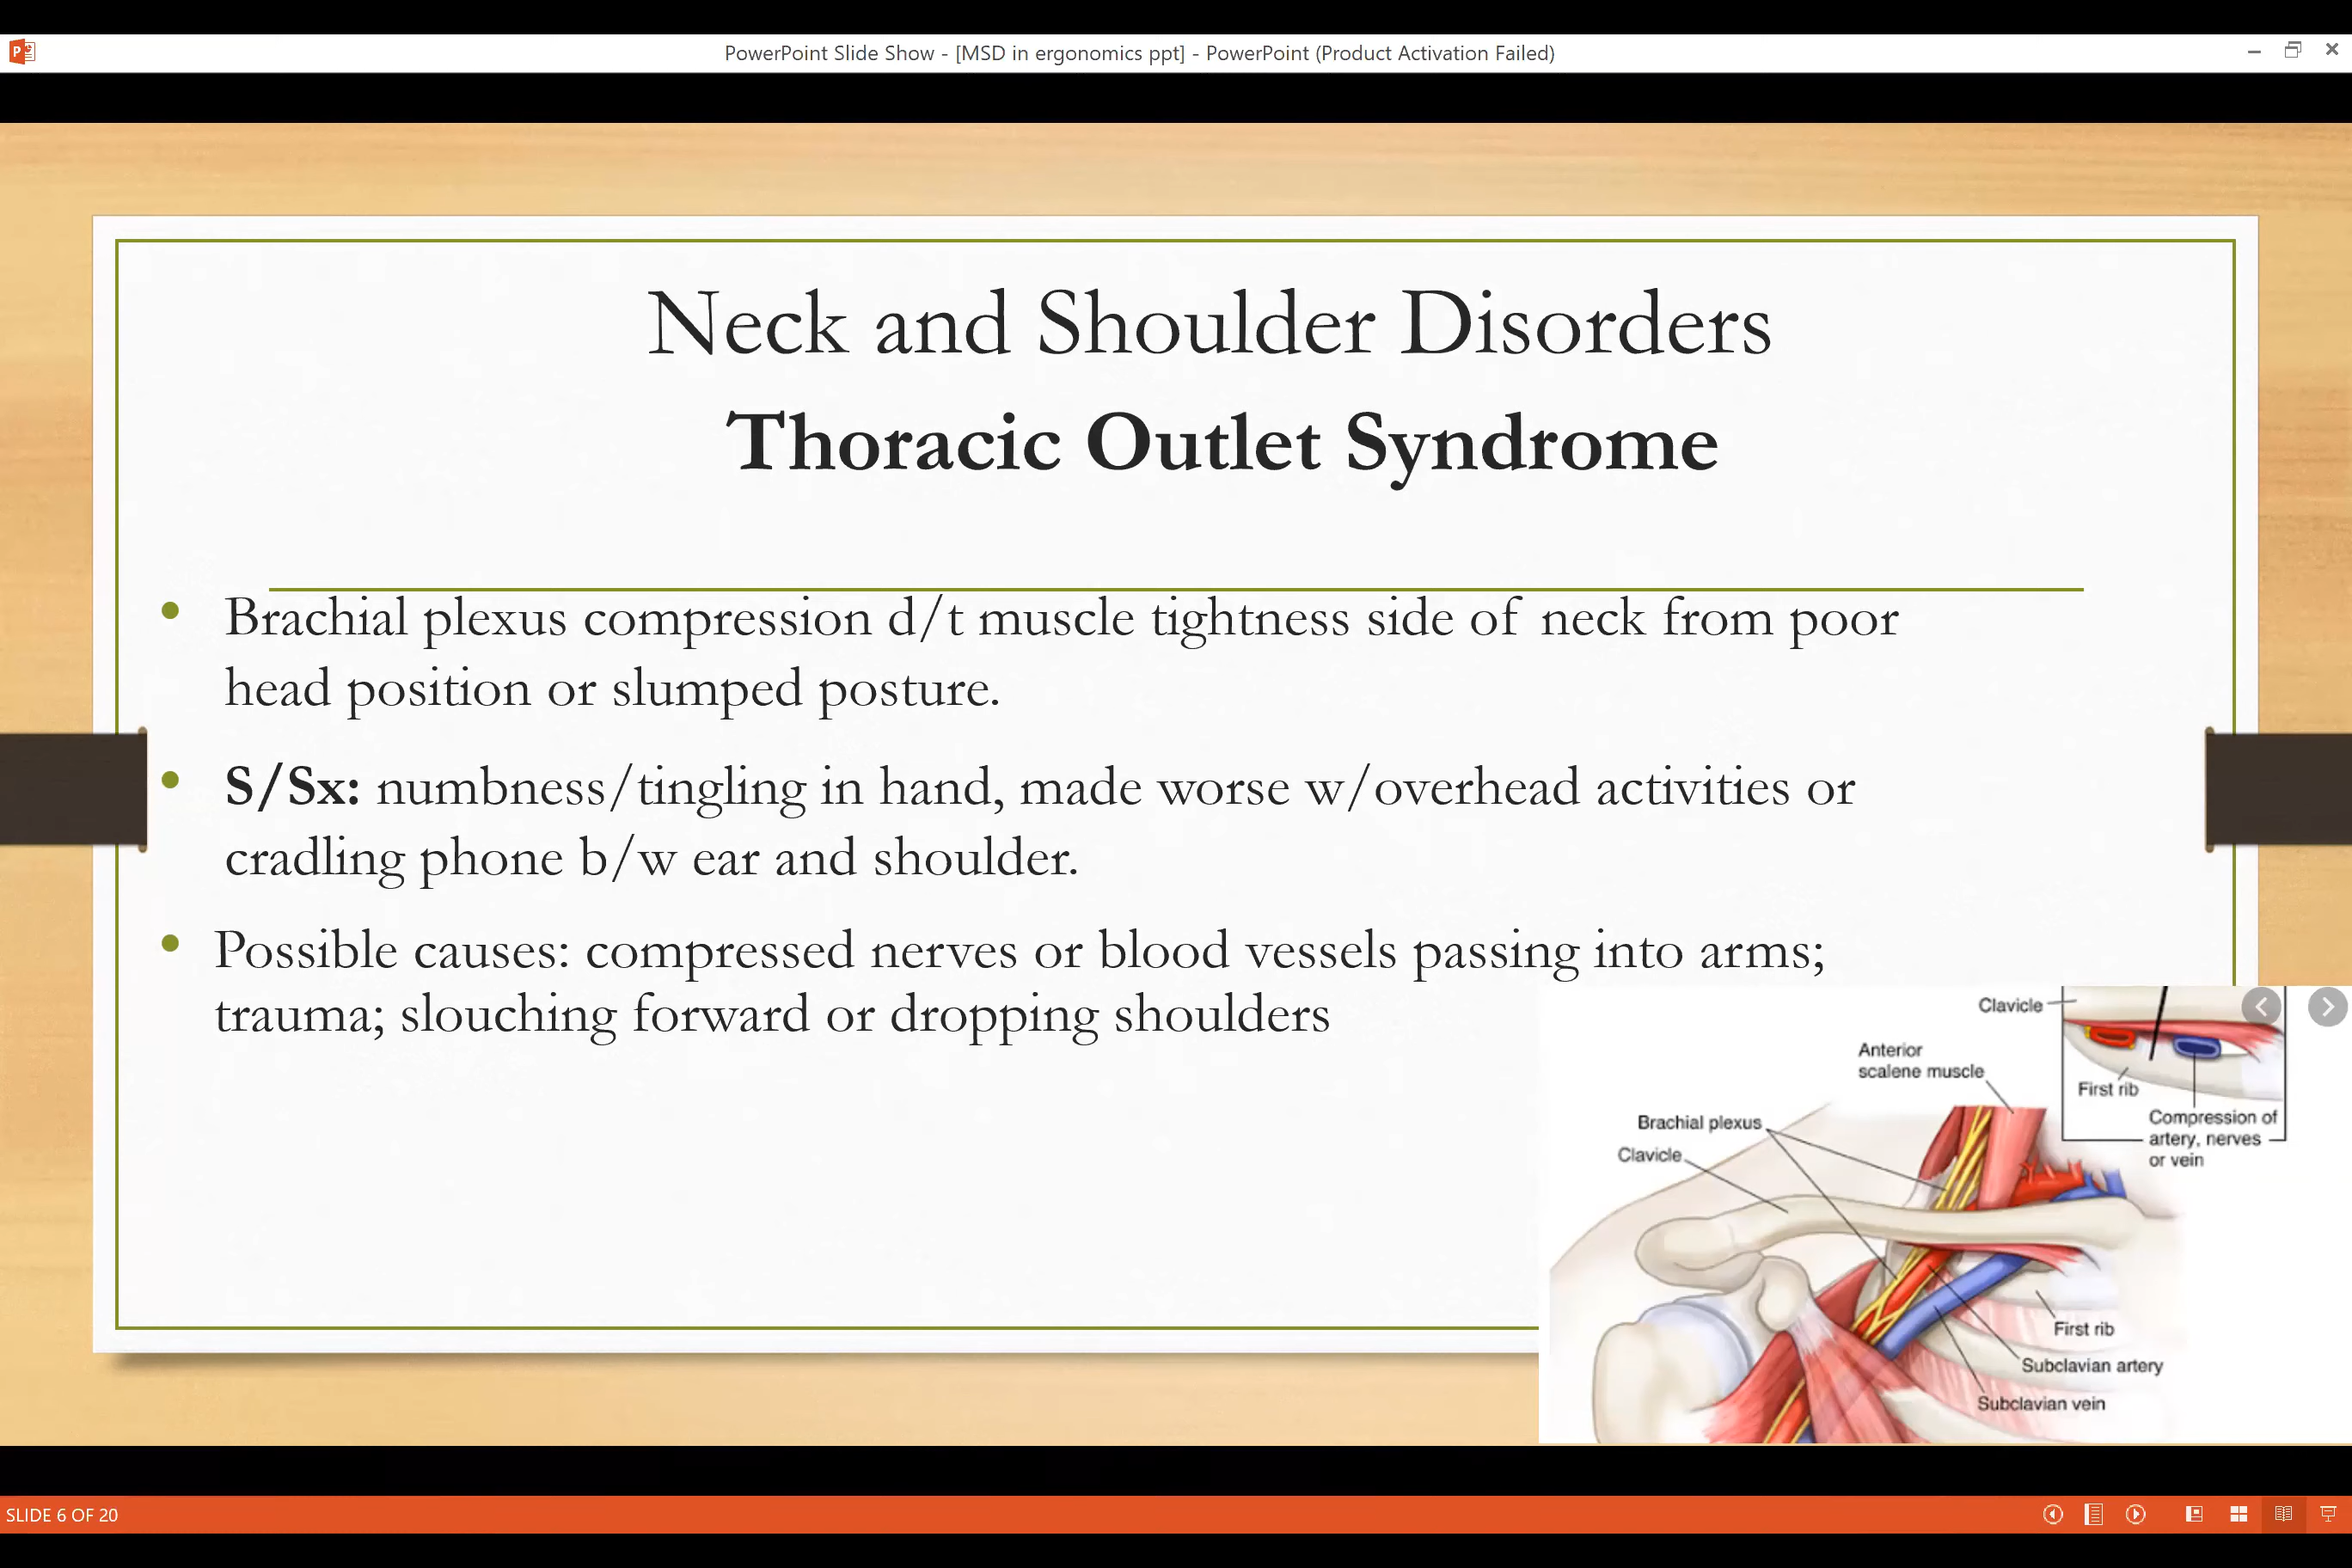 PowerPoint Slide Show - [MSD in ergonomics ppt] - PowerPoint (Product Activation Failed)
Neck and Shoulder Disorders
Thoracic Outlet Syndrome
Brachial plexus compression d/t muscle tightness side of neck from poor
head position or slumped posture.
S/Sx: numbness/tingling in hand, made worse w/overhead activities or
cradling phone b/w ear and shoulder.
Possible causes: compressed nerves or blood vessels passing into arms;
trauma; slouching forward or dropping shoulders
Clavicle
Anterior
scalene muscle
First rib
Compression of
artery, nerves
or vein
Brachial plexus
Clavicle
First rib
Subclavian artery
Subclavian vein
SLIDE 6 OF 20